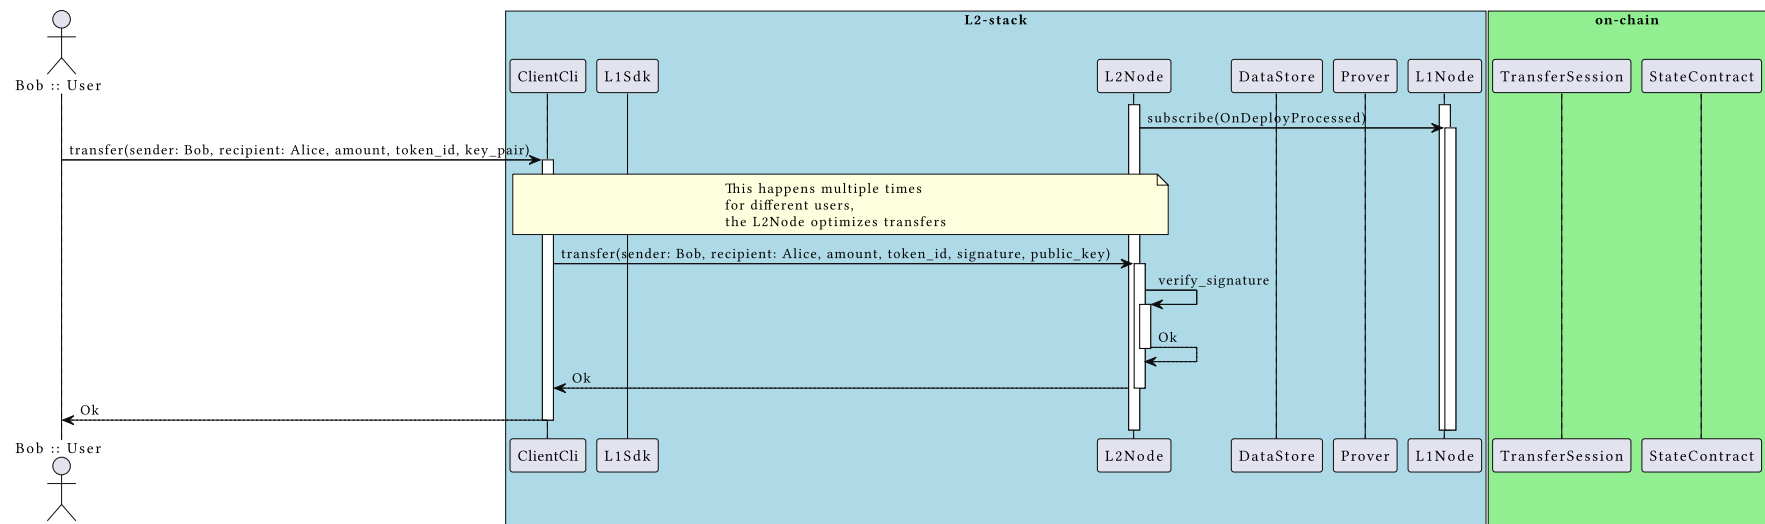 L2-stack
on-chain
Bob :: User
ClientCli
L1Sdk
L2Node
DataStore
Prover
L1Node
TransferSession
StateContract
subscribe(OnDeployProcessed)
transfer(sender: Bob, recipient: Alice, amount, token_id, key_pair)
This happens multiple times
for different users,
the L2Node optimizes transfers
transfer(sender: Bob, recipient: Alice, amount, token_id, signature, public_key)
verify_signature
Ok
Ok
Ok
Bob :: User
ClientCli
L1Sdk
L2Node
DataStore
Prover
L1Node
TransferSession
StateContract